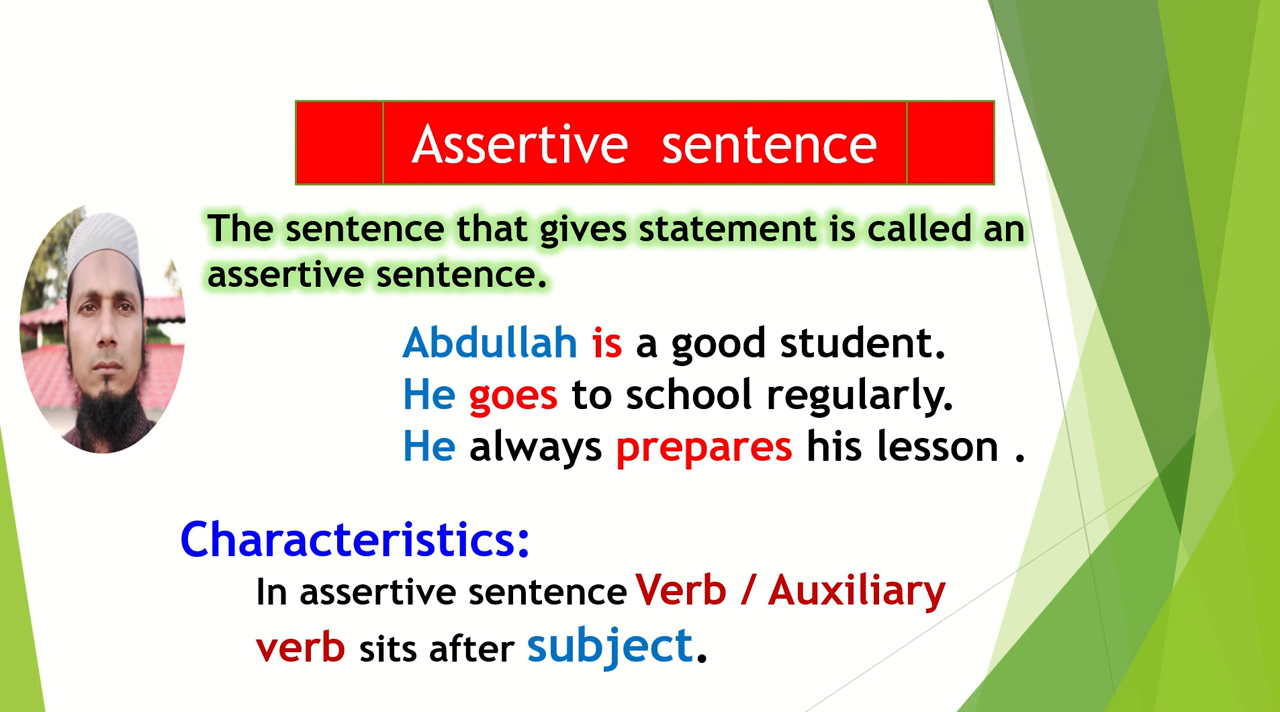 Assertive sentence
The sentence that gives statement is called an
assertive sentence.
Abdullah is a good student.
He goes to school regularly.
He always prepares his lesson .
Characteristics:
In assertive sentence Verb / Auxiliary
verb sits after subject.